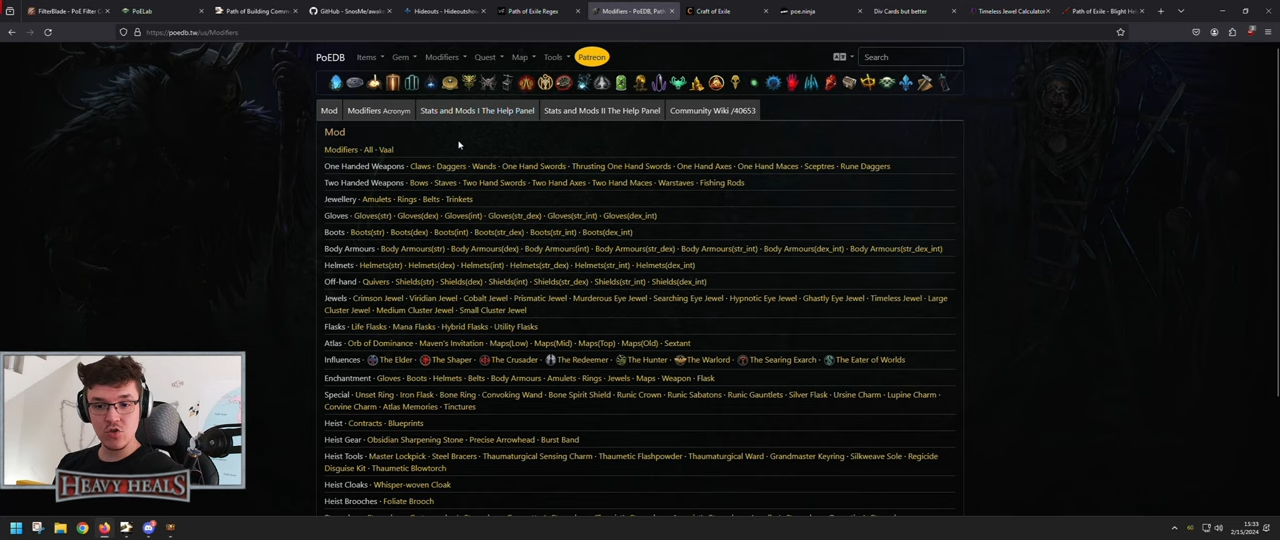 FilterBlade - PoE Filter C
PoELab
Path of Building Comm
GitHub - SnosMe/awak
Hideouts - Hideoutshow
Path of Exile Regex
Modifiers - PoEDB, Path
Craft of Exile
poe.ninja
Div Cards but better
Timeless Jewel Calculator
Path of Exile - Blight Hel
https://poedb.tw/us/Modifiers
PoEDB Items Gem Modifiers Quest Map Tools Patreon Search
Mod Modifiers Acronym Stats and Mods I The Help Panel Stats and Mods II The Help Panel Community Wiki /40653
Mod
Modifiers · All · Vaal
One Handed Weapons · Claws · Daggers · Wands · One Hand Swords · Thrusting One Hand Swords · One Hand Axes · One Hand Maces · Sceptres · Rune Daggers
Two Handed Weapons · Bows · Staves · Two Hand Swords · Two Hand Axes · Two Hand Maces · Warstaves · Fishing Rods
Jewellery · Amulets · Rings · Belts · Trinkets
Gloves · Gloves(str) · Gloves(dex) · Gloves(int) · Gloves(str_dex) · Gloves(str_int) · Gloves(dex_int)
Boots · Boots(str) · Boots(dex) · Boots(int) · Boots(str_dex) · Boots(str_int) · Boots(dex_int)
Body Armours · Body Armours(str) · Body Armours(dex) · Body Armours(int) · Body Armours(str_dex) · Body Armours(str_int) · Body Armours(dex_int) · Body Armours(str_dex_int)
Helmets · Helmets(str) · Helmets(dex) · Helmets(int) · Helmets(str_dex) · Helmets(str_int) · Helmets(dex_int)
Off-hand · Quivers · Shields(str) · Shields(dex) · Shields(int) · Shields(str_dex) · Shields(str_int) · Shields(dex_int)
Jewels · Crimson Jewel · Viridian Jewel · Cobalt Jewel · Prismatic Jewel · Murderous Eye Jewel · Searching Eye Jewel · Hypnotic Eye Jewel · Ghastly Eye Jewel · Timeless Jewel · Large
Cluster Jewel · Medium Cluster Jewel · Small Cluster Jewel
Flasks · Life Flasks · Mana Flasks · Hybrid Flasks · Utility Flasks
Atlas · Orb of Dominance · Maven's Invitation · Maps(Low) · Maps(Mid) · Maps(Top) · Maps(Old) · Sextant
Influences · The Elder · The Shaper · The Crusader · The Redeemer · The Hunter · The Warlord · The Searing Exarch · The Eater of Worlds
Enchantment · Gloves · Boots · Helmets · Belts · Body Armours · Amulets · Rings · Jewels · Maps · Weapon · Flask
Special · Unset Ring · Iron Flask · Bone Ring · Convoking Wand · Bone Spirit Shield · Runic Crown · Runic Sabatons · Runic Gauntlets · Silver Flask · Ursine Charm · Lupine Charm ·
Corvine Charm · Atlas Memories · Tinctures
Heist · Contracts · Blueprints
Heist Gear · Obsidian Sharpening Stone · Precise Arrowhead · Burst Band
Heist Tools · Master Lockpick · Steel Bracers · Thaumaturgical Sensing Charm · Thaumetic Flashpowder · Thaumaturgical Ward · Grandmaster Keyring · Silkweave Sole · Regicide
Disguise Kit · Thaumetic Blowtorch
Heist Cloaks · Whisper-woven Cloak
Heist Brooches · Foliate Brooch
HEAVY HEALS
60
15:33
2/15/2024